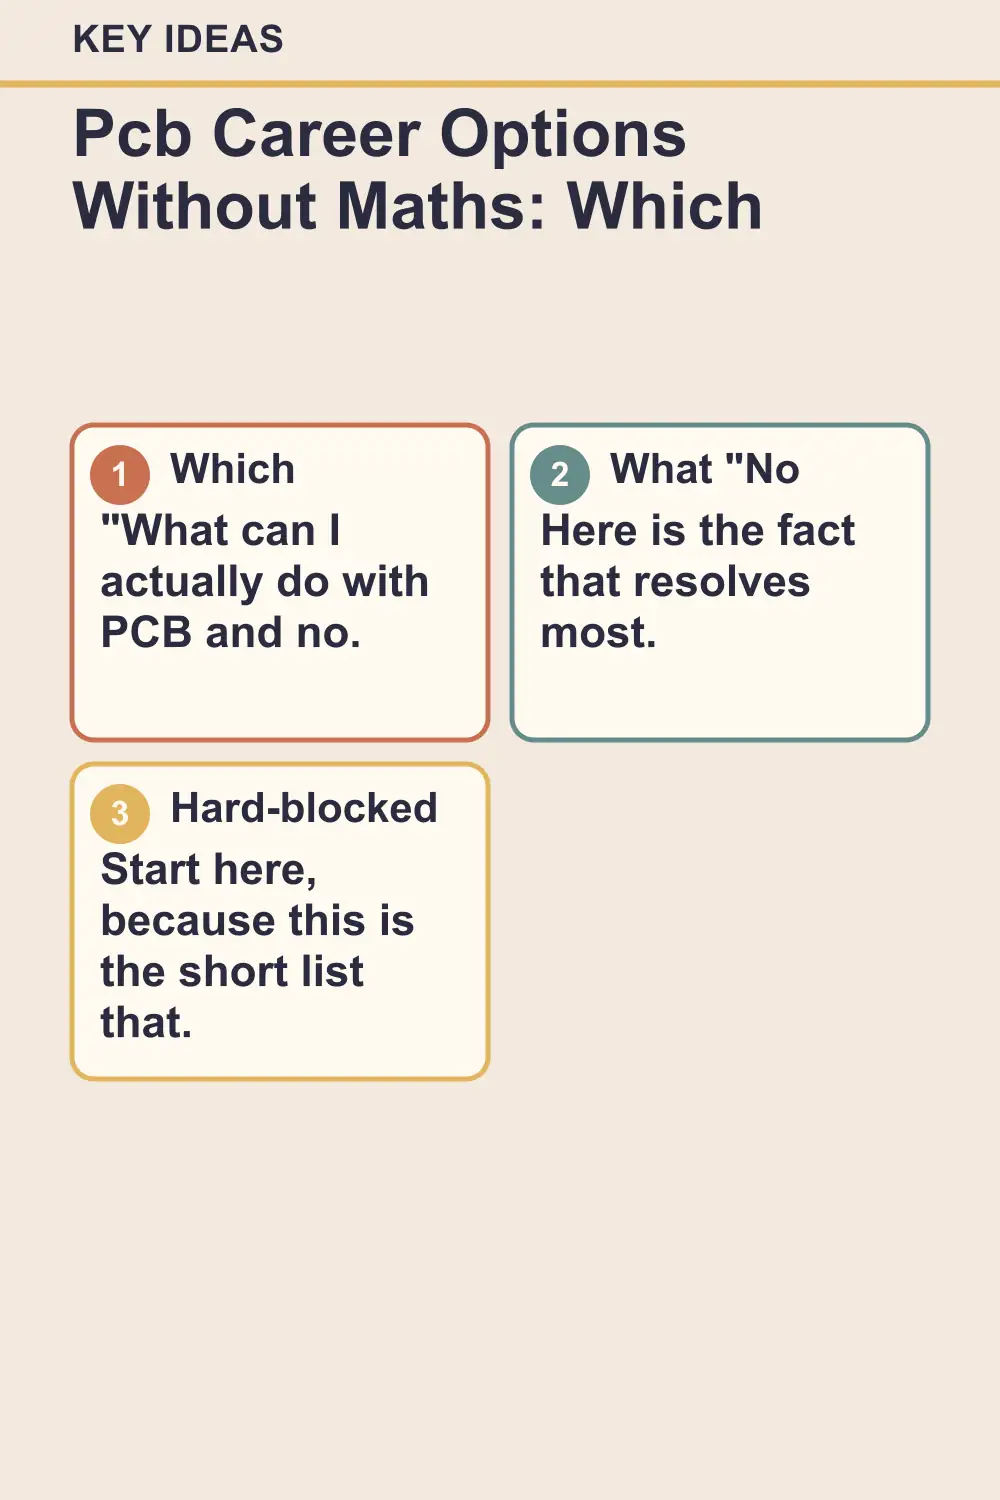 KEY IDEAS
Pcb Career Options
Without Maths: Which
1 Which
"What can I
actually do with
PCB and no.
2 What "No
Here is the fact
that resolves
most.
3 Hard-blocked
Start here,
because this is
the short list
that.